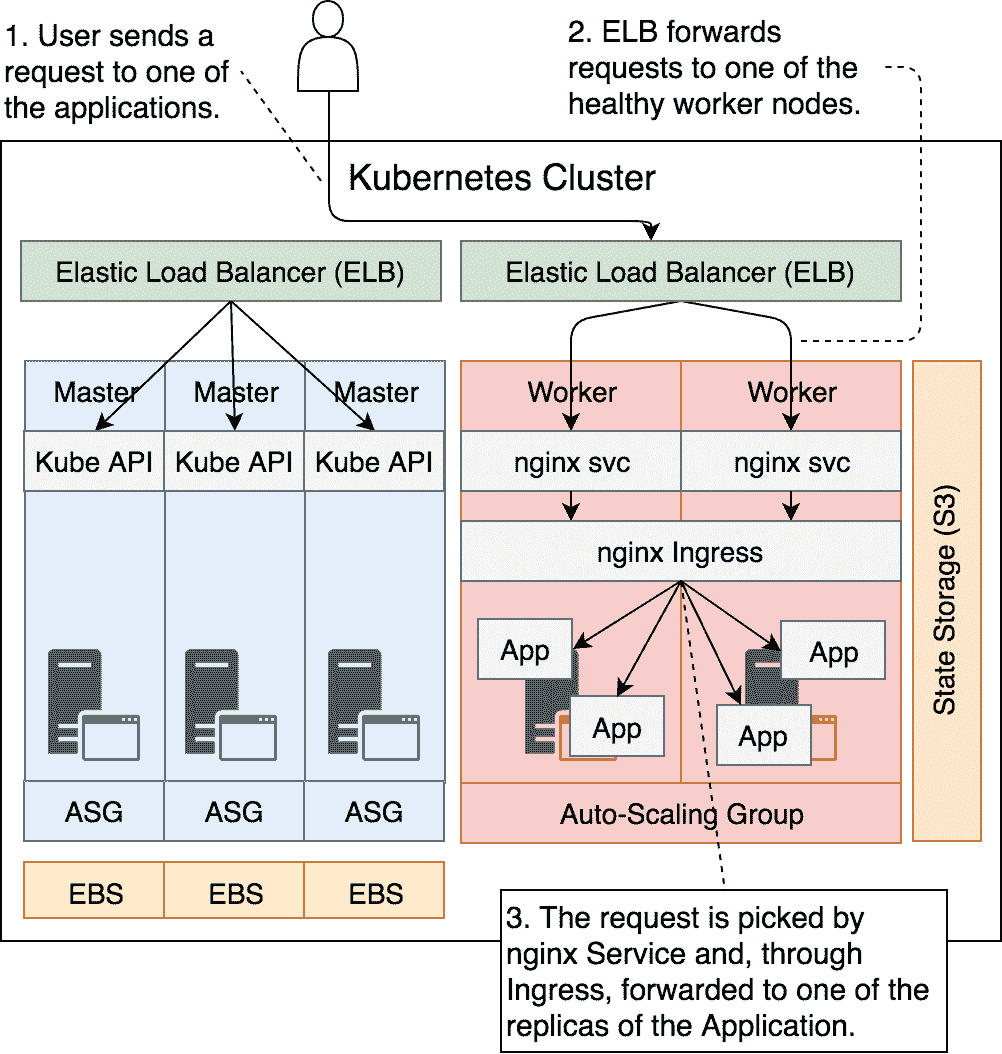 1. User sends a
request to one of
the applications.
2. ELB forwards
requests to one of the
healthy worker nodes.
Kubernetes Cluster
Elastic Load Balancer (ELB)
Elastic Load Balancer (ELB)
Master
Master
Master
Worker
Worker
Kube API
Kube API
Kube API
nginx svc
nginx svc
nginx Ingress
App
App
App
App
State Storage (S3)
ASG
ASG
ASG
Auto-Scaling Group
EBS
EBS
EBS
3. The request is picked by
nginx Service and, through
Ingress, forwarded to one of the
replicas of the Application.